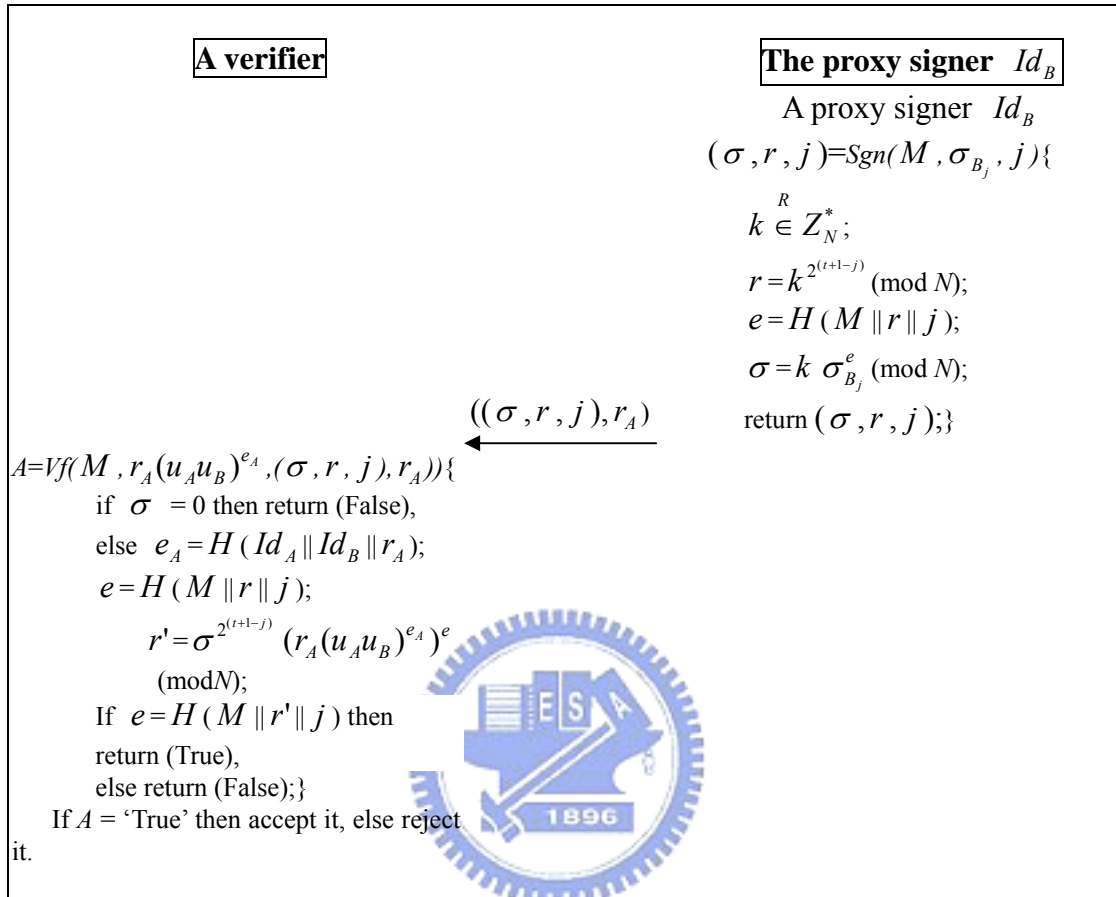 A verifier
The proxy signer Id_B
A proxy signer Id_B
(σ , r , j )=Sgn(M , σ_{B_j} , j){
k ∈^R Z_N^*;
r = k^{2^{(t+1-j)}} (mod N);
e = H ( M || r || j );
σ = k σ_{B_j}^e (mod N);
return ( σ , r , j );}
((σ , r , j ), r_A)
A=Vf(M , r_A(u_A u_B)^{e_A} ,(σ , r , j ), r_A)){
if σ = 0 then return (False),
else e_A = H ( Id_A || Id_B || r_A);
e = H ( M || r || j );
r' = σ^{2^{(t+1-j)}} (r_A(u_A u_B)^{e_A})^e
(modN);
If e = H ( M || r' || j ) then
return (True),
else return (False);}
If A = ‘True’ then accept it, else reject
it.
E S A
1896